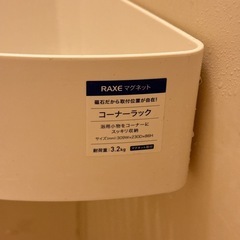 RAXE マグネット
磁石だから取付位置が自在!
コーナーラック
浴用小物をコーナーに
スッキリ収納
耐荷重:3.2kg